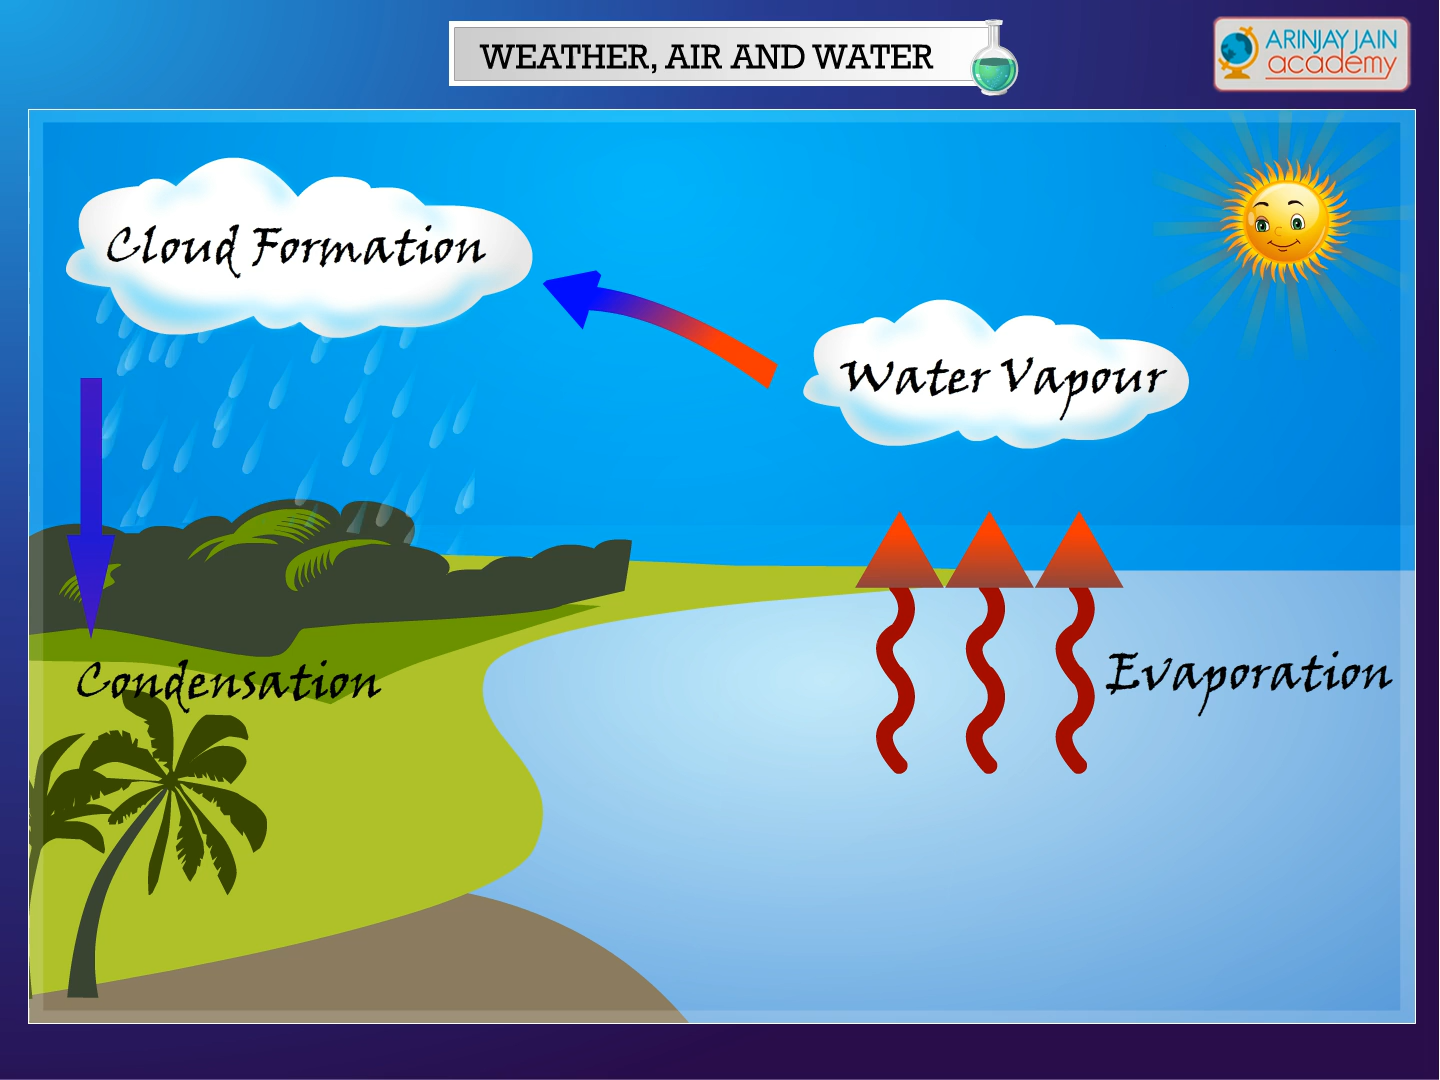 WEATHER, AIR AND WATER
ARINJAY JAIN
academy
Cloud Formation
Water Vapour
Condensation
Evaporation